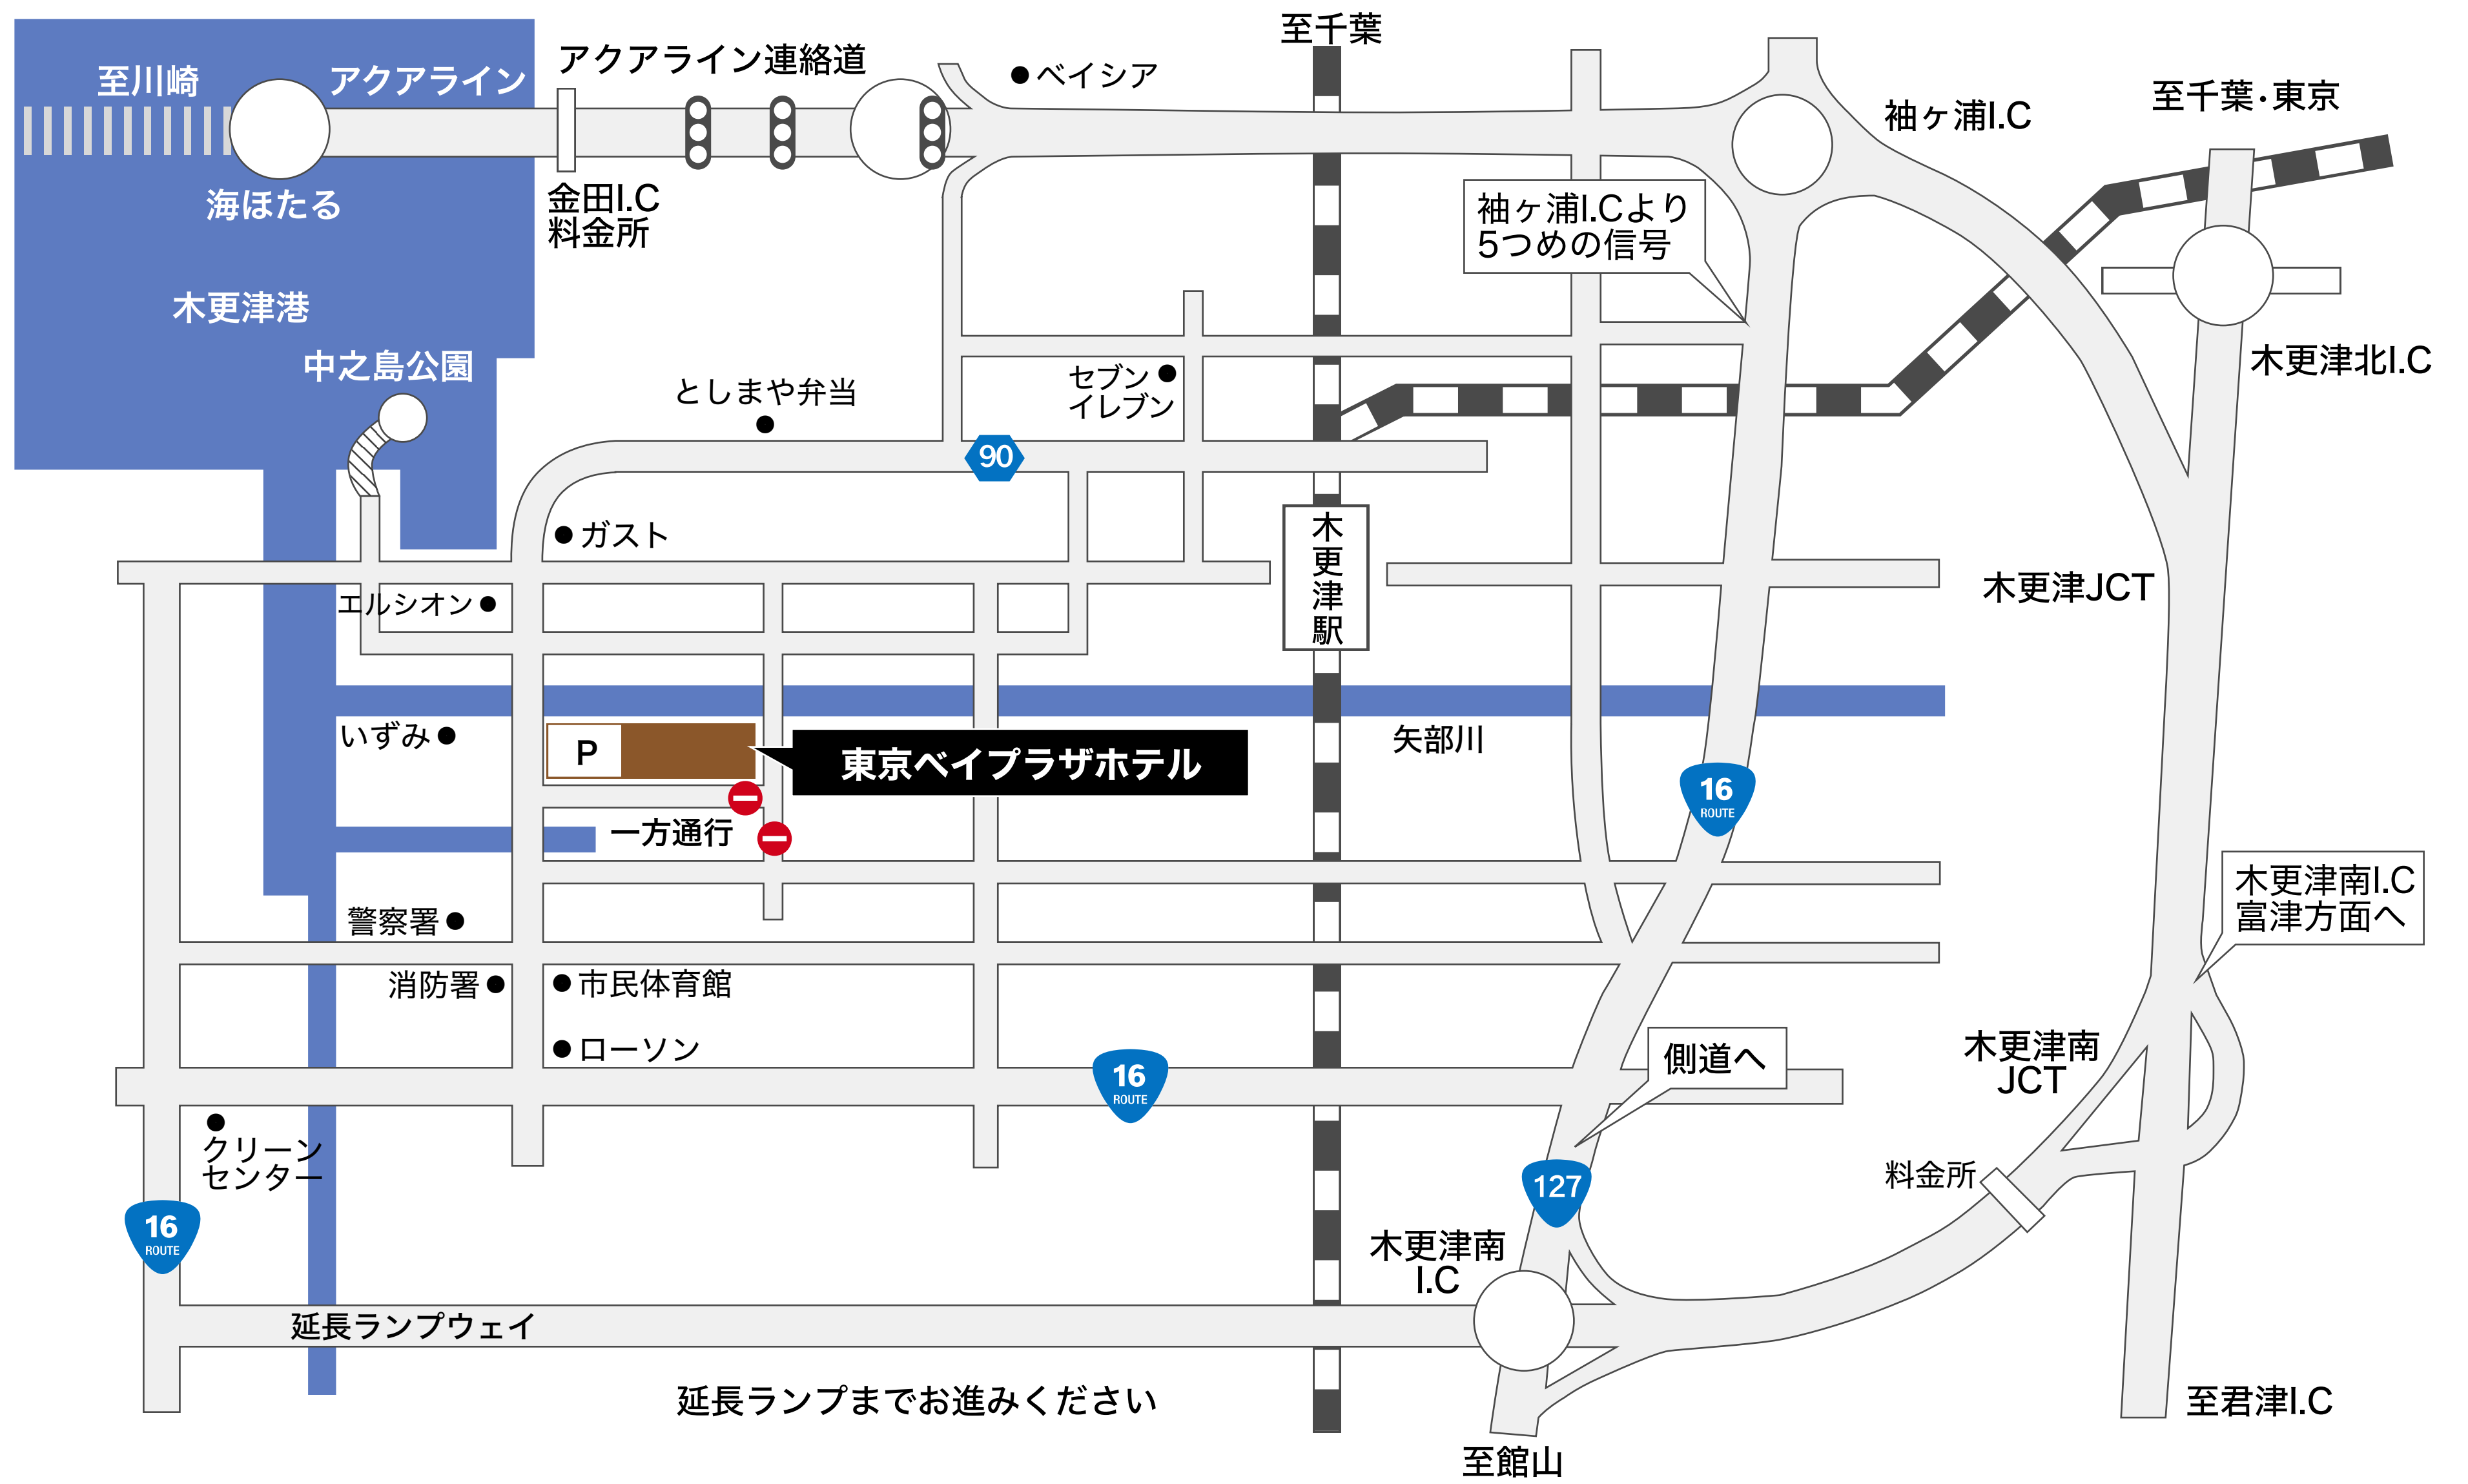 至千葉
至川崎
アクアライン
アクアライン連絡道
ベイシア
袖ヶ浦I.C
至千葉・東京
海ほたる
金田I.C
料金所
袖ヶ浦I.Cより
5つめの信号
木更津港
中之島公園
木更津北I.C
としまや弁当
セブン
イレブン
90
ガスト
木更津駅
エルシオン
木更津JCT
いずみ
P
東京ベイプラザホテル
矢部川
16
ROUTE
一方通行
警察署
木更津南I.C
富津方面へ
消防署
市民体育館
ローソン
側道へ
木更津南
JCT
16
ROUTE
クリーン
センター
料金所
127
16
ROUTE
木更津南
I.C
延長ランプウェイ
延長ランプまでお進みください
至君津I.C
至館山